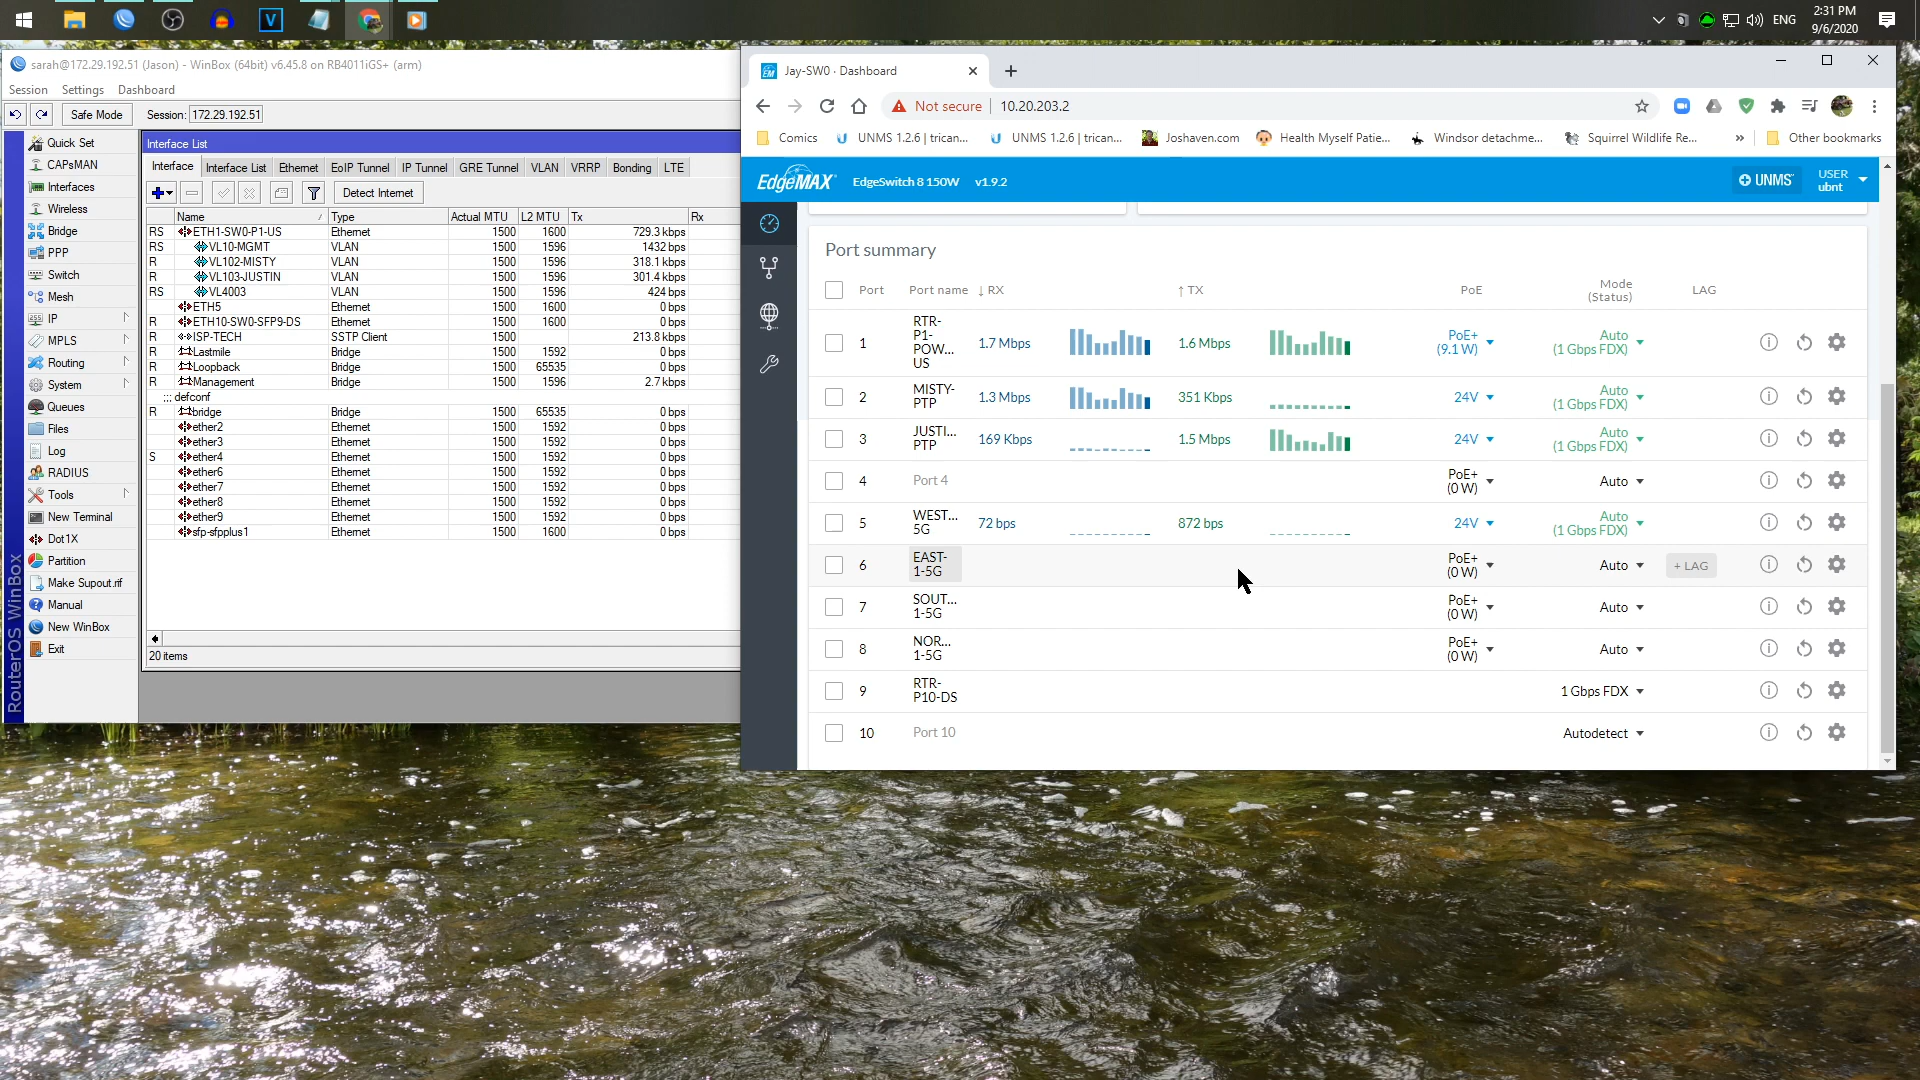 2:31 PM
ENG
9/6/2020
sarah@172.29.192.51 (Jason) - WinBox (64bit) v6.45.8 on RB4011iGS+ (arm)
Session Settings Dashboard
Safe Mode Session: 172.29.192.51
Quick Set
CAPsMAN
Interfaces
Wireless
Bridge
PPP
Switch
Mesh
IP
MPLS
Routing
System
Queues
Files
Log
RADIUS
Tools
New Terminal
Dot1X
Partition
Make Supout.rif
Manual
New WinBox
Exit
RouterOS WinBox
Interface List
Interface Interface List Ethernet EoIP Tunnel IP Tunnel GRE Tunnel VLAN VRRP Bonding LTE
Detect Internet
Name Type Actual MTU L2 MTU Tx Rx
RS ETH1-SW0-P1-US Ethernet 1500 1600 729.3 kbps
RS VL10-MGMT VLAN 1500 1596 1432 bps
R VL102-MISTY VLAN 1500 1596 318.1 kbps
R VL103-JUSTIN VLAN 1500 1596 301.4 kbps
RS VL4003 VLAN 1500 1596 424 bps
ETH5 Ethernet 1500 1600 0 bps
R ETH10-SW0-SFP9-DS Ethernet 1500 1600 0 bps
R ISP-TECH SSTP Client 213.8 kbps
R Lastmile Bridge 1500 1592 0 bps
R Loopback Bridge 1500 65535 0 bps
R Management Bridge 1500 1596 2.7 kbps
;;; defconf
R bridge Bridge 1500 65535 0 bps
ether2 Ethernet 1500 1592 0 bps
ether3 Ethernet 1500 1592 0 bps
S ether4 Ethernet 1500 1592 0 bps
ether6 Ethernet 1500 1592 0 bps
ether7 Ethernet 1500 1592 0 bps
ether8 Ethernet 1500 1592 0 bps
ether9 Ethernet 1500 1592 0 bps
sfp-sfpplus1 Ethernet 1500 1600 0 bps
20 items
Jay-SW0 - Dashboard
Not secure 10.20.203.2
Comics UNMS 1.2.6 | trican... UNMS 1.2.6 | trican... Joshaven.com Health Myself Patie... Windsor detachme... Squirrel Wildlife Re... » Other bookmarks
EdgeMAX EdgeSwitch 8 150W v1.9.2 UNMS USER
ubnt
Port summary
Port Port name ↓ RX ↑ TX PoE Mode
(Status) LAG
1 RTR-
P1-
POW...
US
1.7 Mbps 1.6 Mbps PoE+
(9.1 W) Auto
(1 Gbps FDX)
2 MISTY-
PTP
1.3 Mbps 351 Kbps 24V Auto
(1 Gbps FDX)
3 JUSTI...
PTP
169 Kbps 1.5 Mbps 24V Auto
(1 Gbps FDX)
4 Port 4 PoE+
(0 W) Auto
5 WEST...
5G
72 bps 872 bps 24V Auto
(1 Gbps FDX)
6 EAST-
1-5G
PoE+
(0 W) Auto + LAG
7 SOUT...
1-5G
PoE+
(0 W) Auto
8 NOR...
1-5G
PoE+
(0 W) Auto
9 RTR-
P10-DS
1 Gbps FDX
10 Port 10 Autodetect